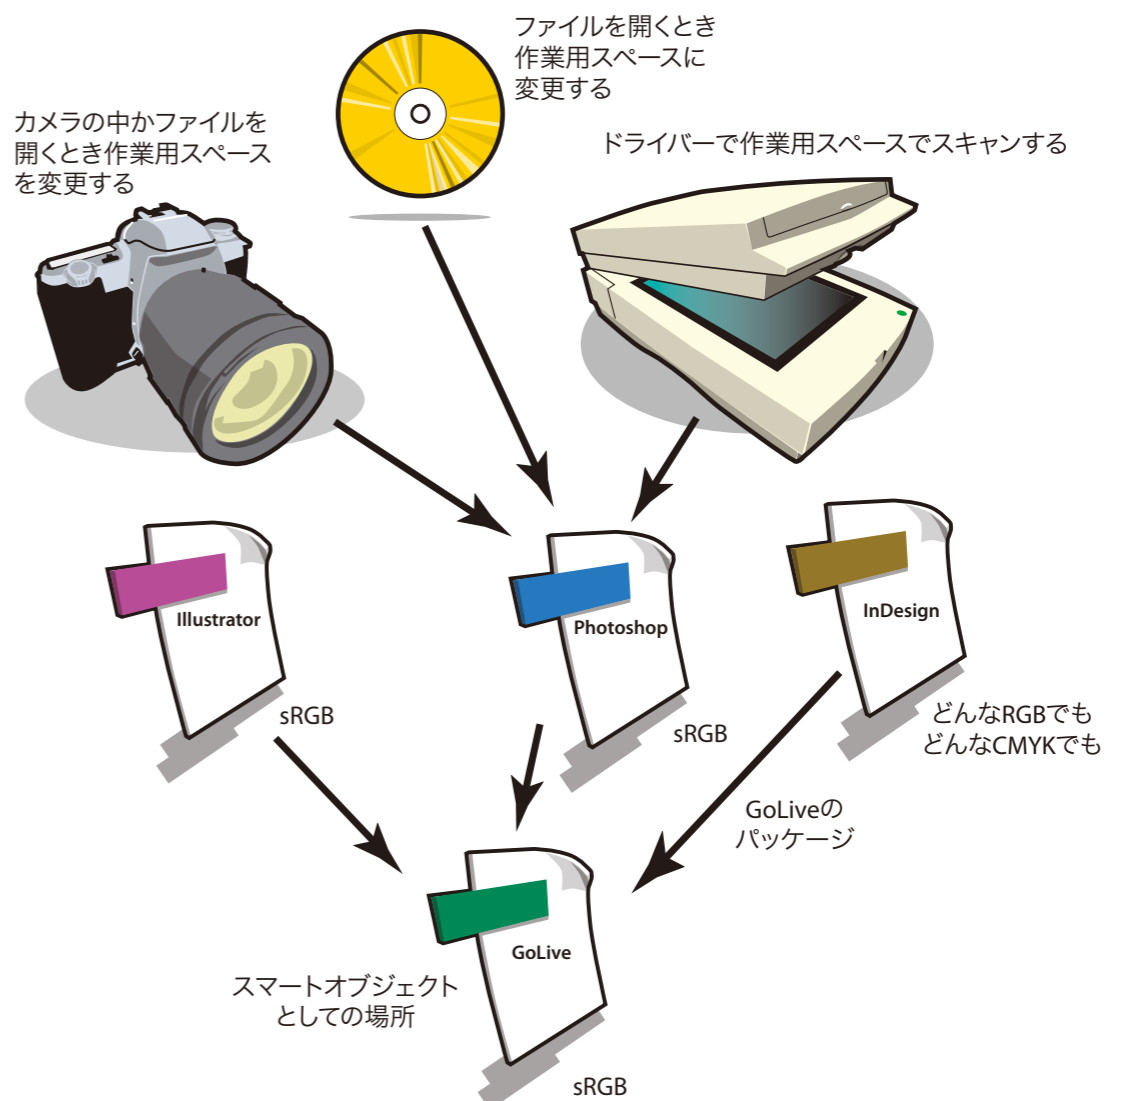 ファイルを開くとき
作業用スペースに
変更する
カメラの中かファイルを
開くとき作業用スペース
を変更する
ドライバーで作業用スペースでスキャンする
Illustrator
sRGB
Photoshop
sRGB
InDesign
どんなRGBでも
どんなCMYKでも
GoLiveの
パッケージ
GoLive
スマートオブジェクト
としての場所
sRGB